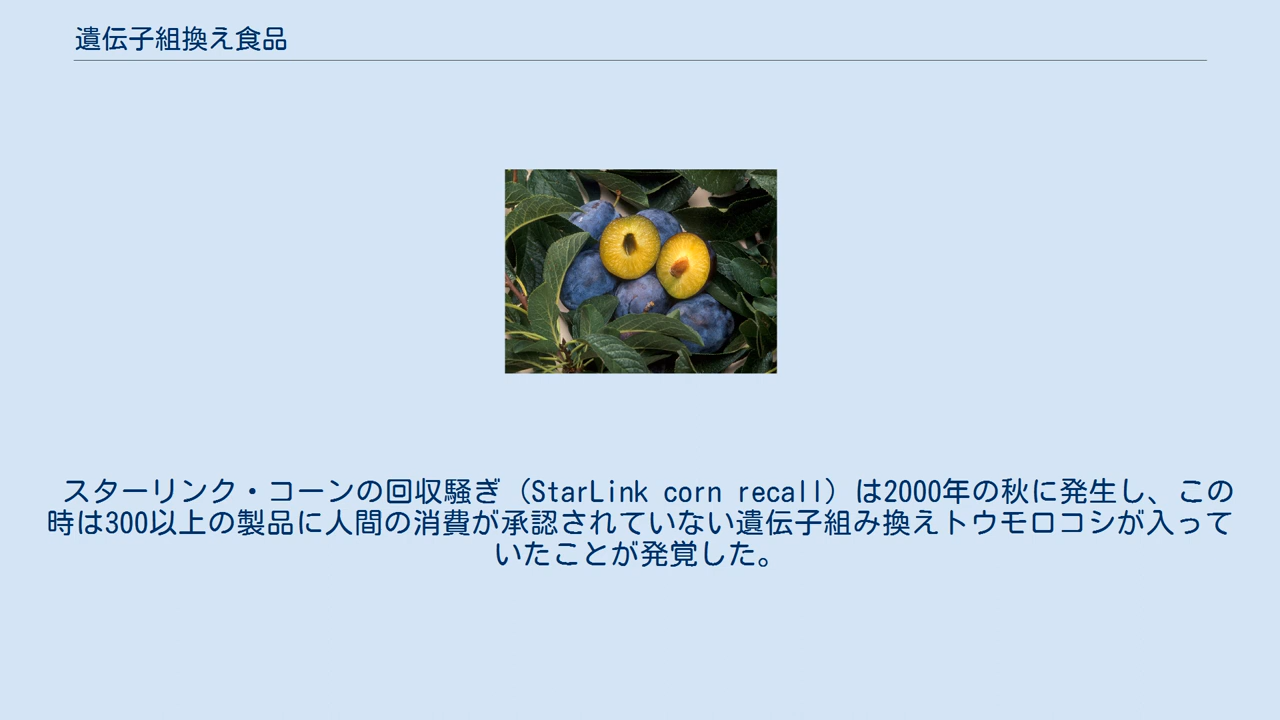 遺伝子組換え食品
スターリンク・コーンの回収騒ぎ（StarLink corn recall）は2000年の秋に発生し、この
時は300以上の製品に人間の消費が承認されていない遺伝子組み換えトウモロコシが入って
いたことが発覚した。